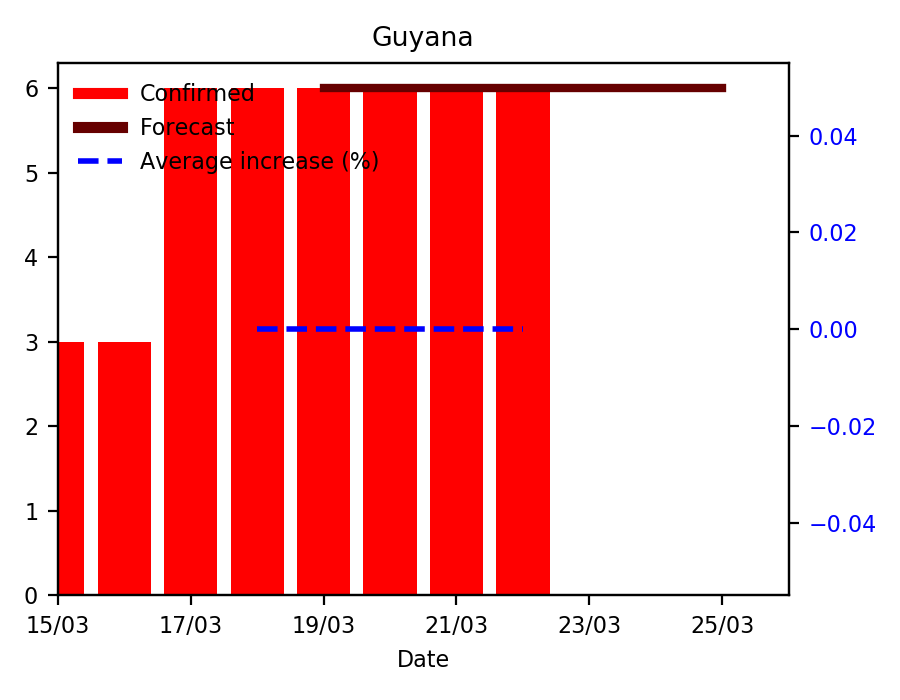 Guyana
Confirmed
Forecast
Average increase (%)
6
5
4
3
2
1
0
0.04
0.02
0.00
−0.02
−0.04
15/03 17/03 19/03 21/03 23/03 25/03
Date